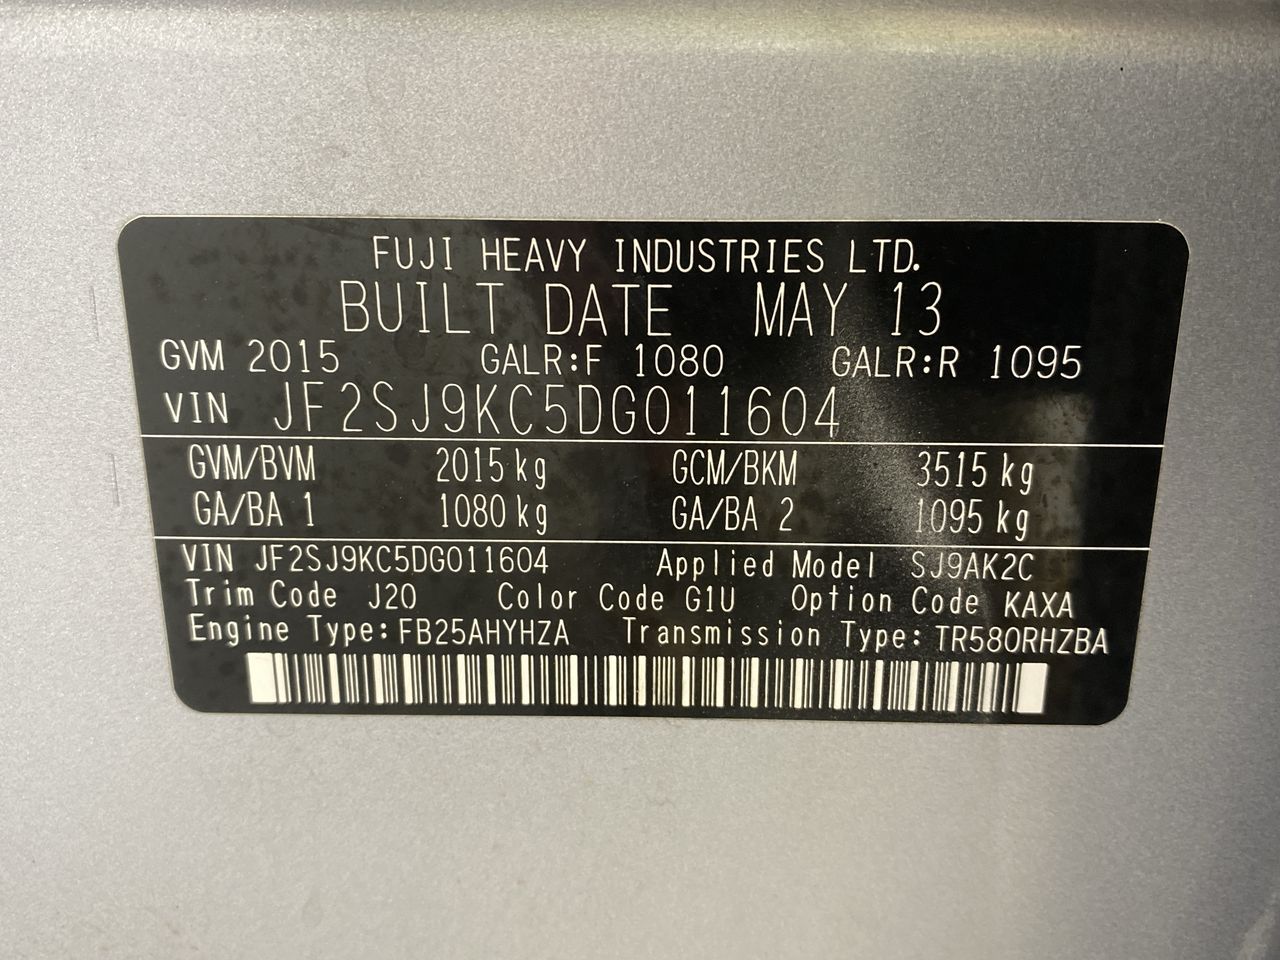 FUJI HEAVY INDUSTRIES LTD.
BUILT DATE MAY 13
GVM 2015 GALR:F 1080 GALR:R 1095
VIN JF2SJ9KC5DG011604
GVM/BVM 2015 kg GCM/BKM 3515 kg
GA/BA 1 1080 kg GA/BA 2 1095 kg
VIN JF2SJ9KC5DG011604 Applied Model SJ9AK2C
Trim Code J20 Color Code G1U Option Code KAXA
Engine Type: FB25AHYHZA Transmission Type: TR580RHZBA